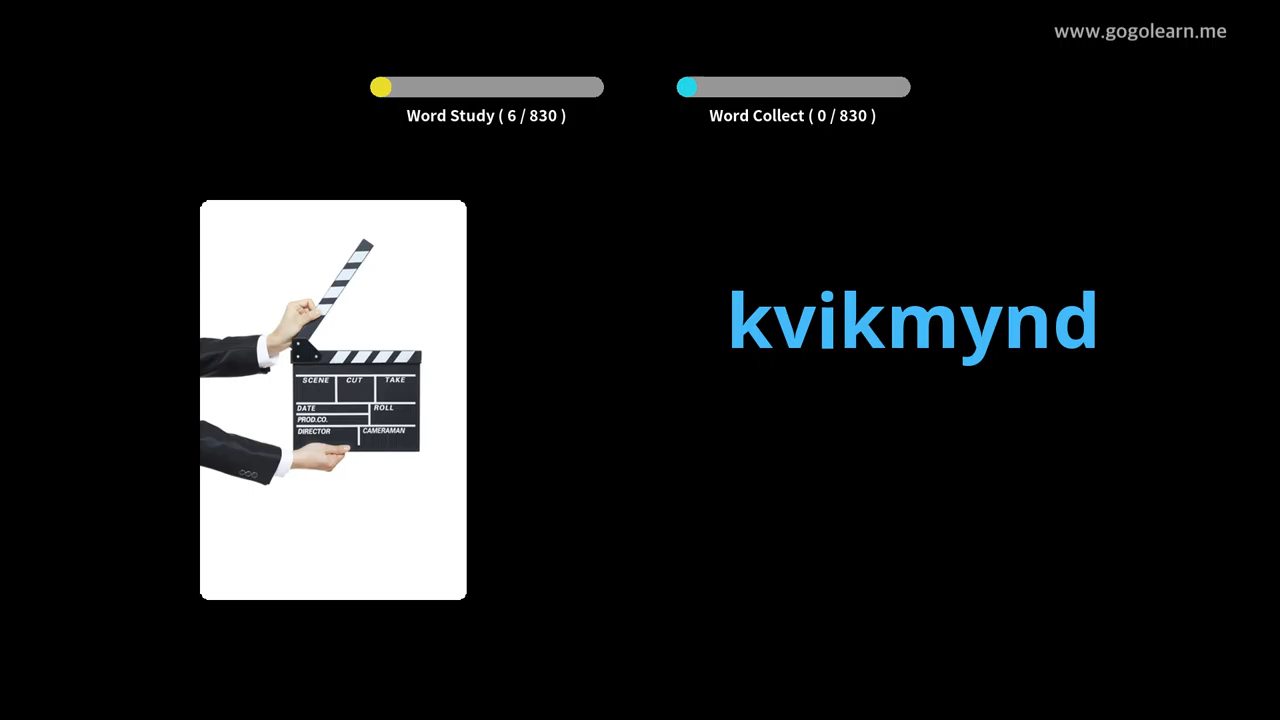 www.gogolearn.me
Word Study ( 6 / 830 )
Word Collect ( 0 / 830 )
kvikmynd
SCENE CUT TAKE
DATE ROLL
PROD.CO.
DIRECTOR CAMERAMAN